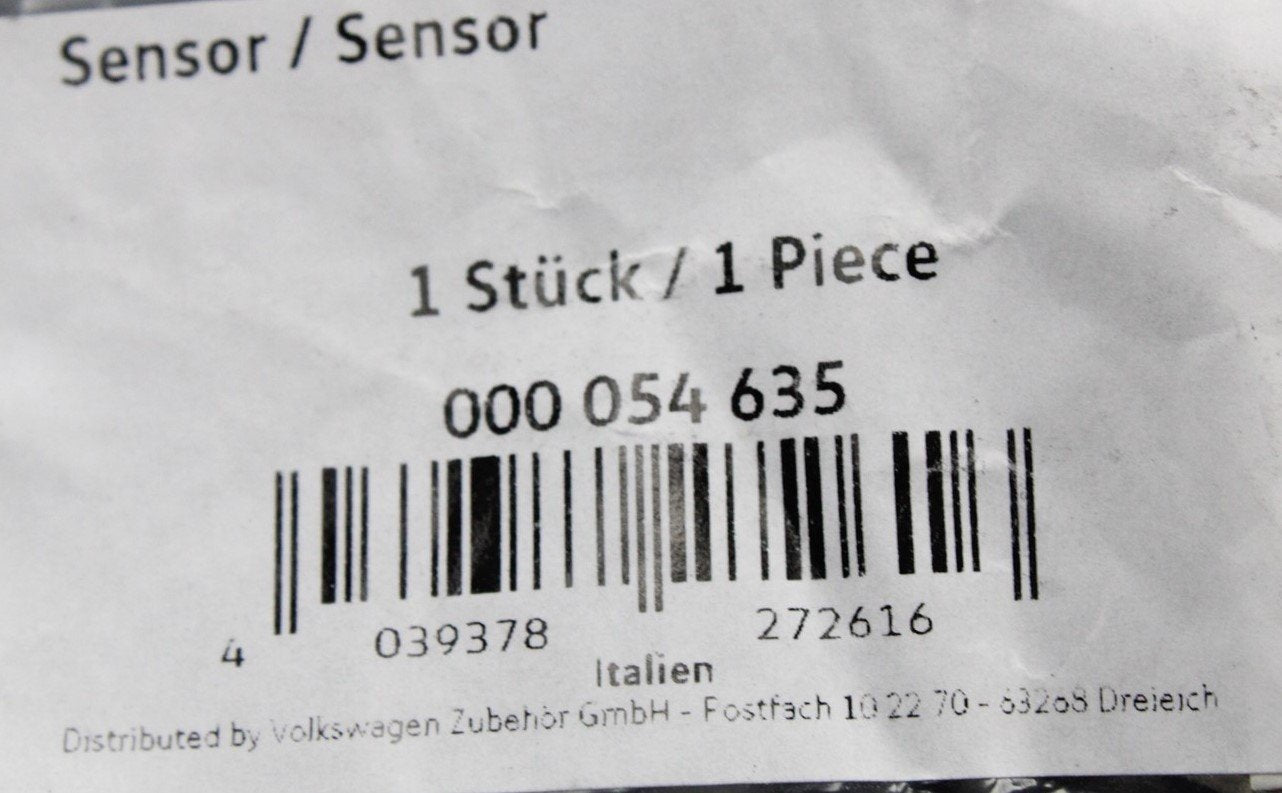 Sensor / Sensor
1 Stück / 1 Piece
000 054 635
4 039378 272616
Italien
Distributed by Volkswagen Zubehör GmbH - Postfach 10 22 70 - 63268 Dreieich